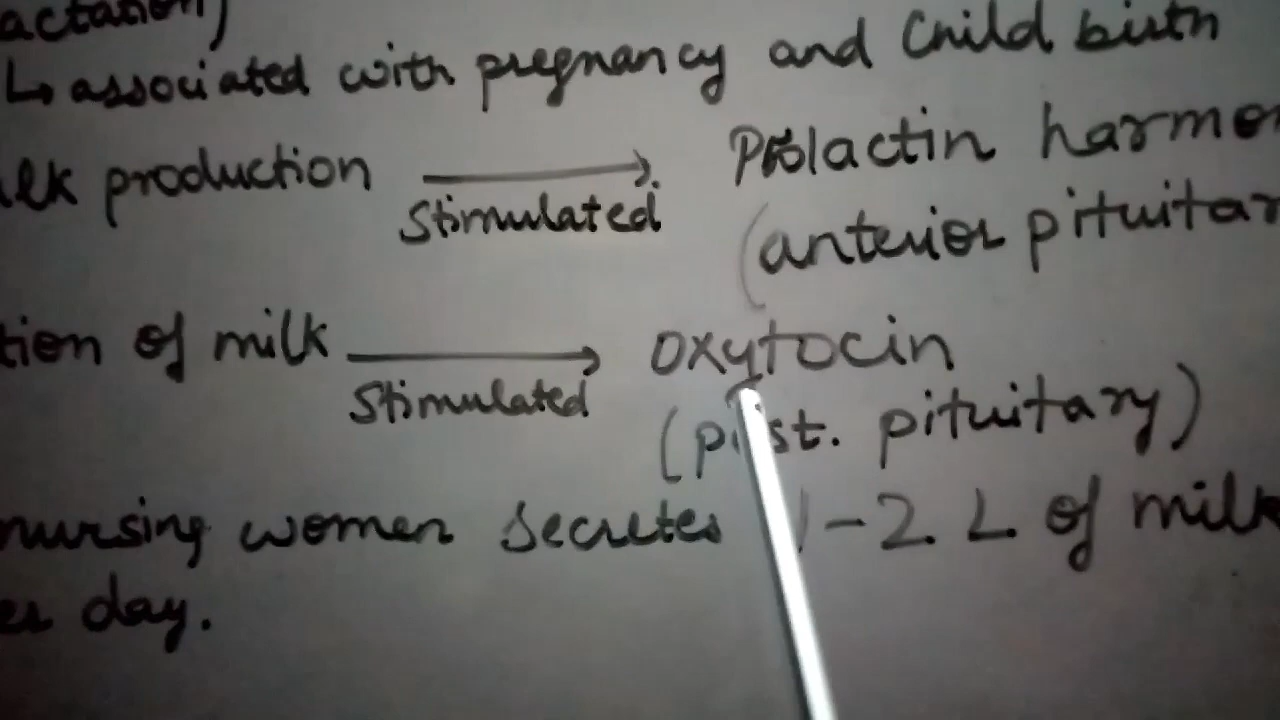 actation)
↳ associated with pregnancy and Child birth
lk production ⟶ Prolactin harmo
Stimulated
(anterior pituitar
tion of milk ⟶ oxytocin
Stimulated
(post. pituitary)
nursing women secretes 1-2 L of milk
er day.